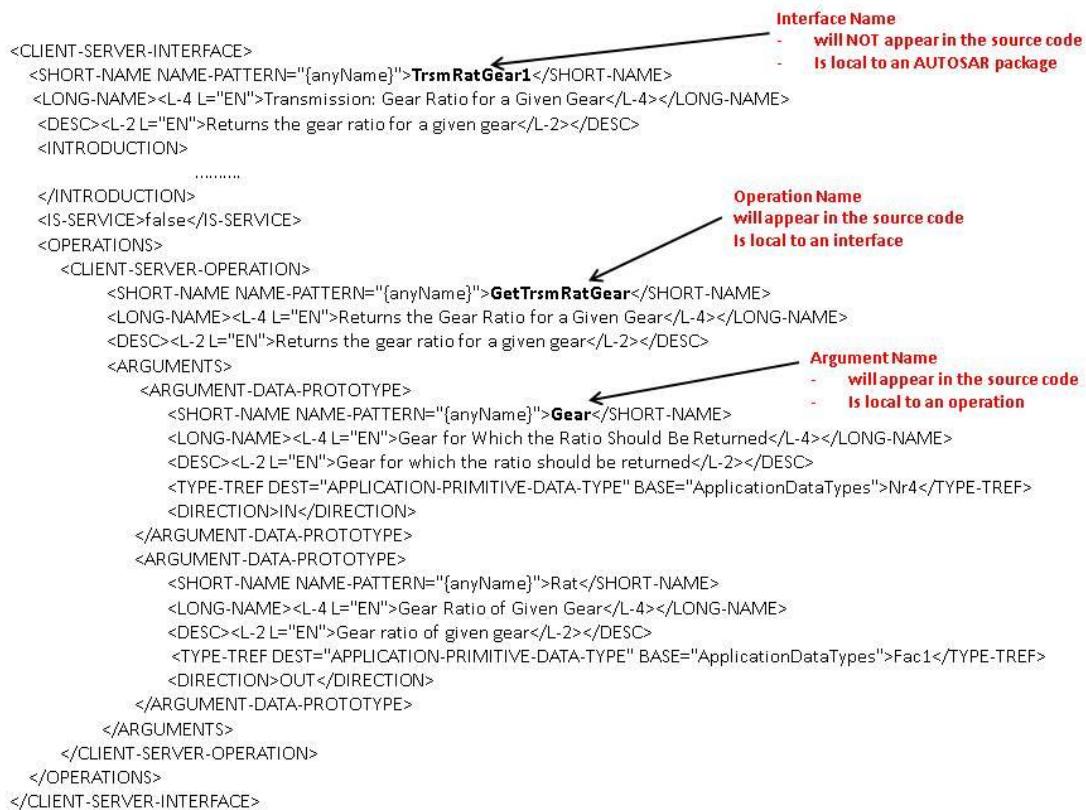 Interface Name
- will NOT appear in the source code
- Is local to an AUTOSAR package
<CLIENT-SERVER-INTERFACE>
<SHORT-NAME NAME-PATTERN="{anyName}">TrsmRatGear1</SHORT-NAME>
<LONG-NAME><L-4 L="EN">Transmission: Gear Ratio for a Given Gear</L-4></LONG-NAME>
<DESC><L-2 L="EN">Returns the gear ratio for a given gear</L-2></DESC>
<INTRODUCTION>
..........
</INTRODUCTION>
<IS-SERVICE>false</IS-SERVICE>
<OPERATIONS>
Operation Name
will appear in the source code
Is local to an interface
<CLIENT-SERVER-OPERATION>
<SHORT-NAME NAME-PATTERN="{anyName}">GetTrsmRatGear</SHORT-NAME>
<LONG-NAME><L-4 L="EN">Returns the Gear Ratio for a Given Gear</L-4></LONG-NAME>
<DESC><L-2 L="EN">Returns the gear ratio for a given gear</L-2></DESC>
<ARGUMENTS>
Argument Name
- will appear in the source code
- Is local to an operation
<ARGUMENT-DATA-PROTOTYPE>
<SHORT-NAME NAME-PATTERN="{anyName}">Gear</SHORT-NAME>
<LONG-NAME><L-4 L="EN">Gear for Which the Ratio Should Be Returned</L-4></LONG-NAME>
<DESC><L-2 L="EN">Gear for which the ratio should be returned</L-2></DESC>
<TYPE-TREF DEST="APPLICATION-PRIMITIVE-DATA-TYPE" BASE="ApplicationDataTypes">Nr4</TYPE-TREF>
<DIRECTION>IN</DIRECTION>
</ARGUMENT-DATA-PROTOTYPE>
<ARGUMENT-DATA-PROTOTYPE>
<SHORT-NAME NAME-PATTERN="{anyName}">Rat</SHORT-NAME>
<LONG-NAME><L-4 L="EN">Gear Ratio of Given Gear</L-4></LONG-NAME>
<DESC><L-2 L="EN">Gear ratio of given gear</L-2></DESC>
<TYPE-TREF DEST="APPLICATION-PRIMITIVE-DATA-TYPE" BASE="ApplicationDataTypes">Fac1</TYPE-TREF>
<DIRECTION>OUT</DIRECTION>
</ARGUMENT-DATA-PROTOTYPE>
</ARGUMENTS>
</CLIENT-SERVER-OPERATION>
</OPERATIONS>
</CLIENT-SERVER-INTERFACE>